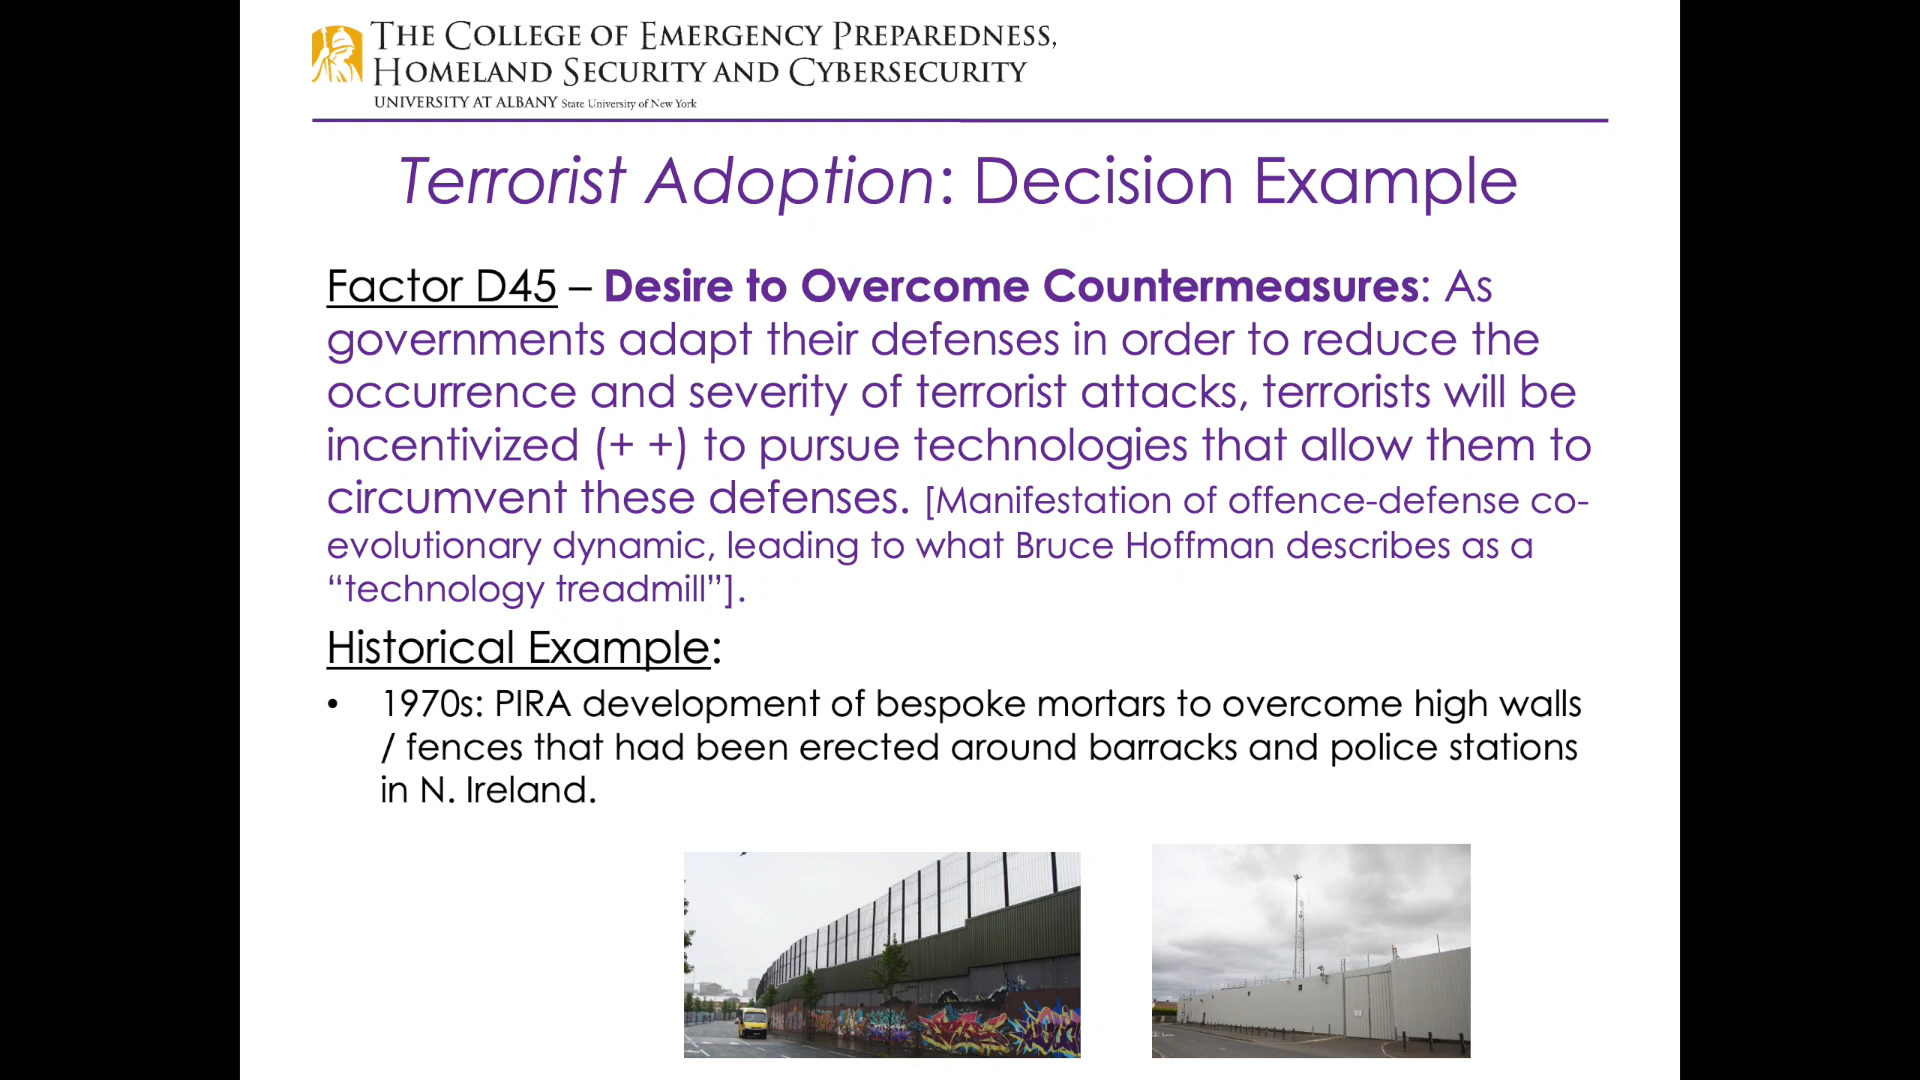 THE COLLEGE OF EMERGENCY PREPAREDNESS,
HOMELAND SECURITY AND CYBERSECURITY
UNIVERSITY AT ALBANY State University of New York
Terrorist Adoption: Decision Example
Factor D45 – Desire to Overcome Countermeasures: As
governments adapt their defenses in order to reduce the
occurrence and severity of terrorist attacks, terrorists will be
incentivized (+ +) to pursue technologies that allow them to
circumvent these defenses. [Manifestation of offence-defense co-
evolutionary dynamic, leading to what Bruce Hoffman describes as a
“technology treadmill”].
Historical Example:
• 1970s: PIRA development of bespoke mortars to overcome high walls
/ fences that had been erected around barracks and police stations
in N. Ireland.